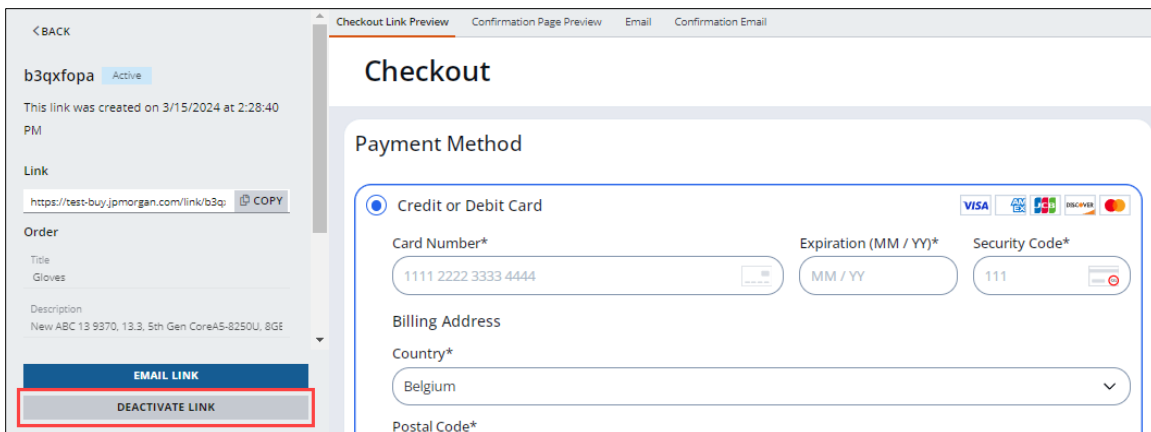 BACK
b3qxfopa Active
This link was created on 3/15/2024 at 2:28:40
PM
Link
https://test-buy.jpmorgan.com/link/b3q: COPY
Order
Title
Gloves
Description
New ABC 13 9370, 13.3, 5th Gen CoreA5-8250U, 8GE
EMAIL LINK
DEACTIVATE LINK
Checkout Link Preview Confirmation Page Preview Email Confirmation Email
Checkout
Payment Method
Credit or Debit Card VISA AMEX JCB DISCOVER
Card Number* Expiration (MM / YY)* Security Code*
1111 2222 3333 4444 MM / YY 111
Billing Address
Country*
Belgium
Postal Code*